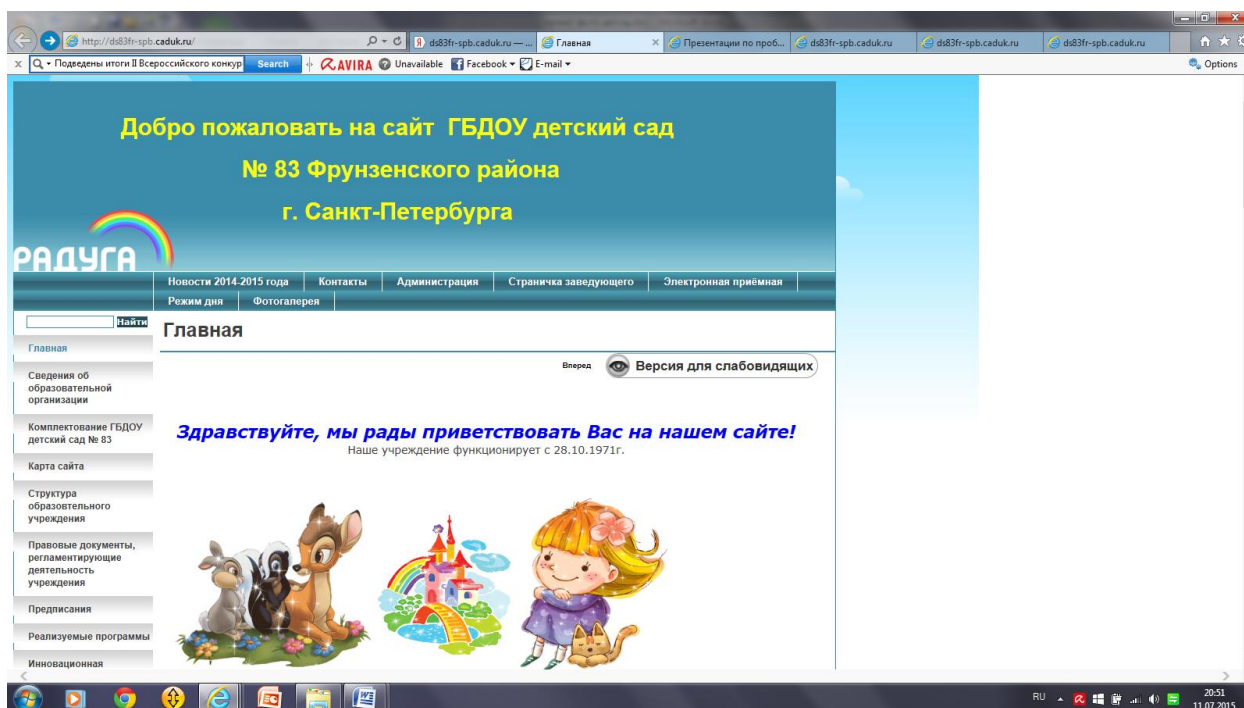 http://ds83fr-spb.caduk.ru/
ds83fr-spb.caduk.ru — ...
Главная
Презентации по проб...
ds83fr-spb.caduk.ru
ds83fr-spb.caduk.ru
ds83fr-spb.caduk.ru
Подведены итоги II Всероссийского конкур
Search
AVIRA
Unavailable
Facebook
E-mail
Options
Добро пожаловать на сайт ГБДОУ детский сад
№ 83 Фрунзенского района
г. Санкт-Петербурга
РАДУГА
Новости 2014-2015 года
Контакты
Администрация
Страничка заведующего
Электронная приёмная
Режим дня
Фотогалерея
Найти
Главная
Сведения об
образовательной
организации
Комплектование ГБДОУ
детский сад № 83
Карта сайта
Структура
образовтельного
учреждения
Правовые документы,
регламентирующие
деятельность
учреждения
Предписания
Реализуемые программы
Инновационная
Главная
Вперед
Версия для слабовидящих
Здравствуйте, мы рады приветствовать Вас на нашем сайте!
Наше учреждение функционирует с 28.10.1971г.
RU
20:51
11.07.2015